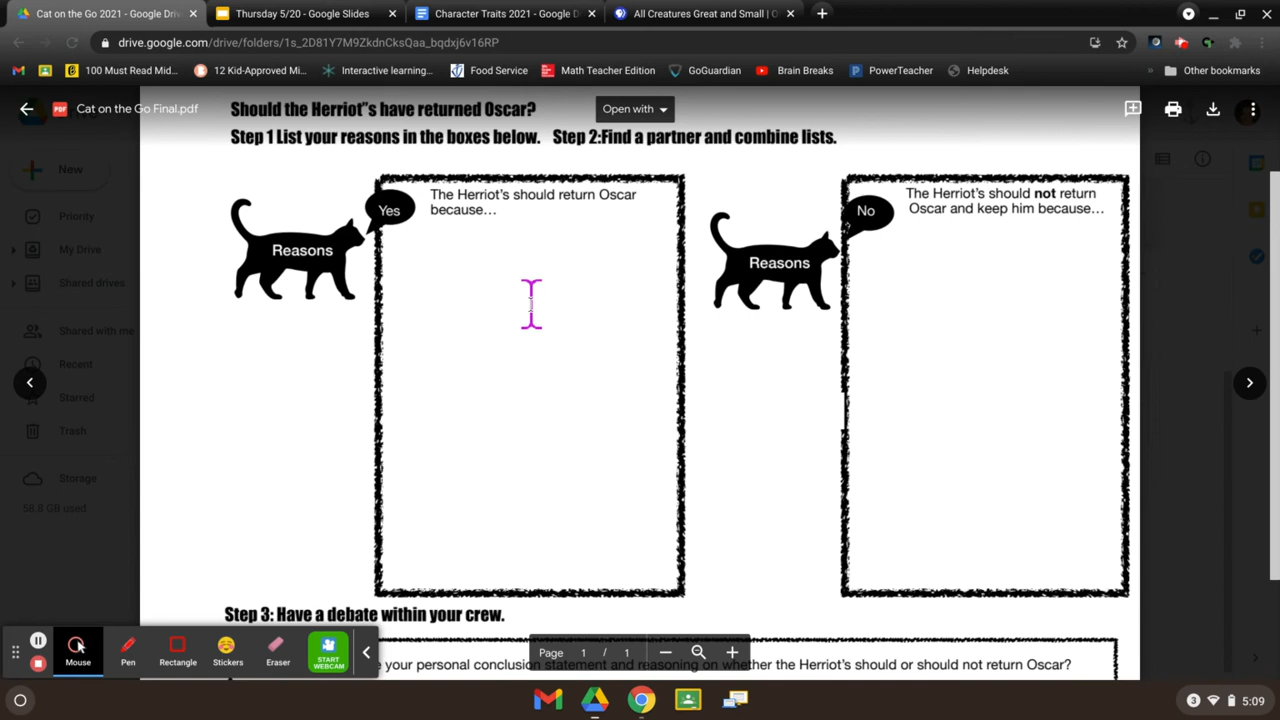 Cat on the Go 2021 - Google Driv
Thursday 5/20 - Google Slides
Character Traits 2021 - Google D
All Creatures Great and Small | O
drive.google.com/drive/folders/1s_2D81Y7M9ZkdnCksQaa_bqdxj6v16RP
100 Must Read Mid...
12 Kid-Approved Mi...
Interactive learning...
Food Service
Math Teacher Edition
GoGuardian
Brain Breaks
PowerTeacher
Helpdesk
»
Other bookmarks
PDF
Cat on the Go Final.pdf
Open with
New
Priority
My Drive
Shared drives
Shared with me
Recent
Starred
Trash
Storage
58.8 GB used
Should the Herriot"s have returned Oscar?
Step 1 List your reasons in the boxes below. Step 2:Find a partner and combine lists.
Reasons
Yes
The Herriot's should return Oscar
because...
Reasons
No
The Herriot's should not return
Oscar and keep him because...
Step 3: Have a debate within your crew.
e your personal conclusion statement and reasoning on whether the Herriot's should or should not return Oscar?
Page 1 / 1
Mouse
Pen
Rectangle
Stickers
Eraser
START
WEBCAM
3
5:09